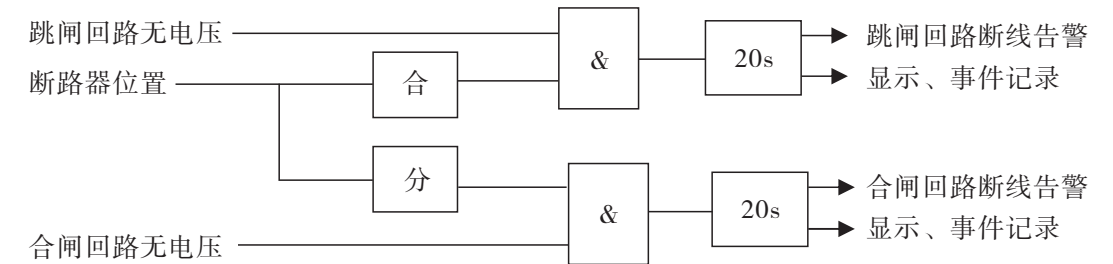 跳闸回路无电压
&
20s
跳闸回路断线告警
断路器位置
合
显示、事件记录
分
&
20s
合闸回路断线告警
合闸回路无电压
显示、事件记录